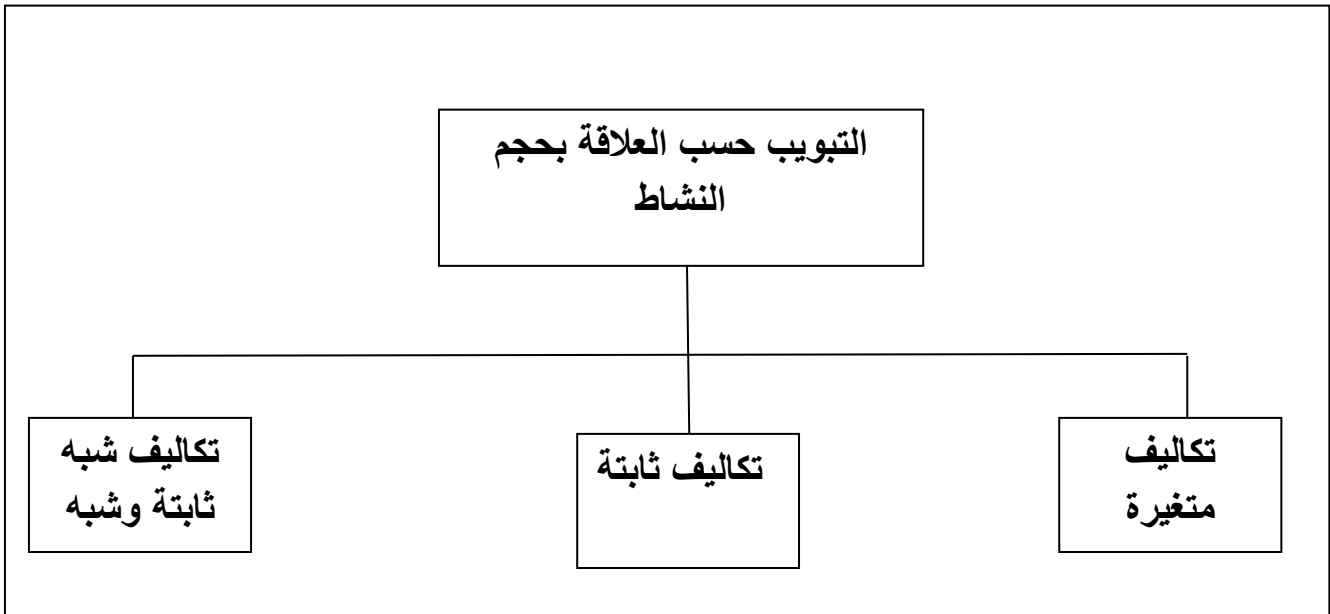 التبويب حسب العلاقة بحجم
النشاط
تكاليف
متغيرة
تكاليف ثابتة
تكاليف شبه
ثابتة وشبه